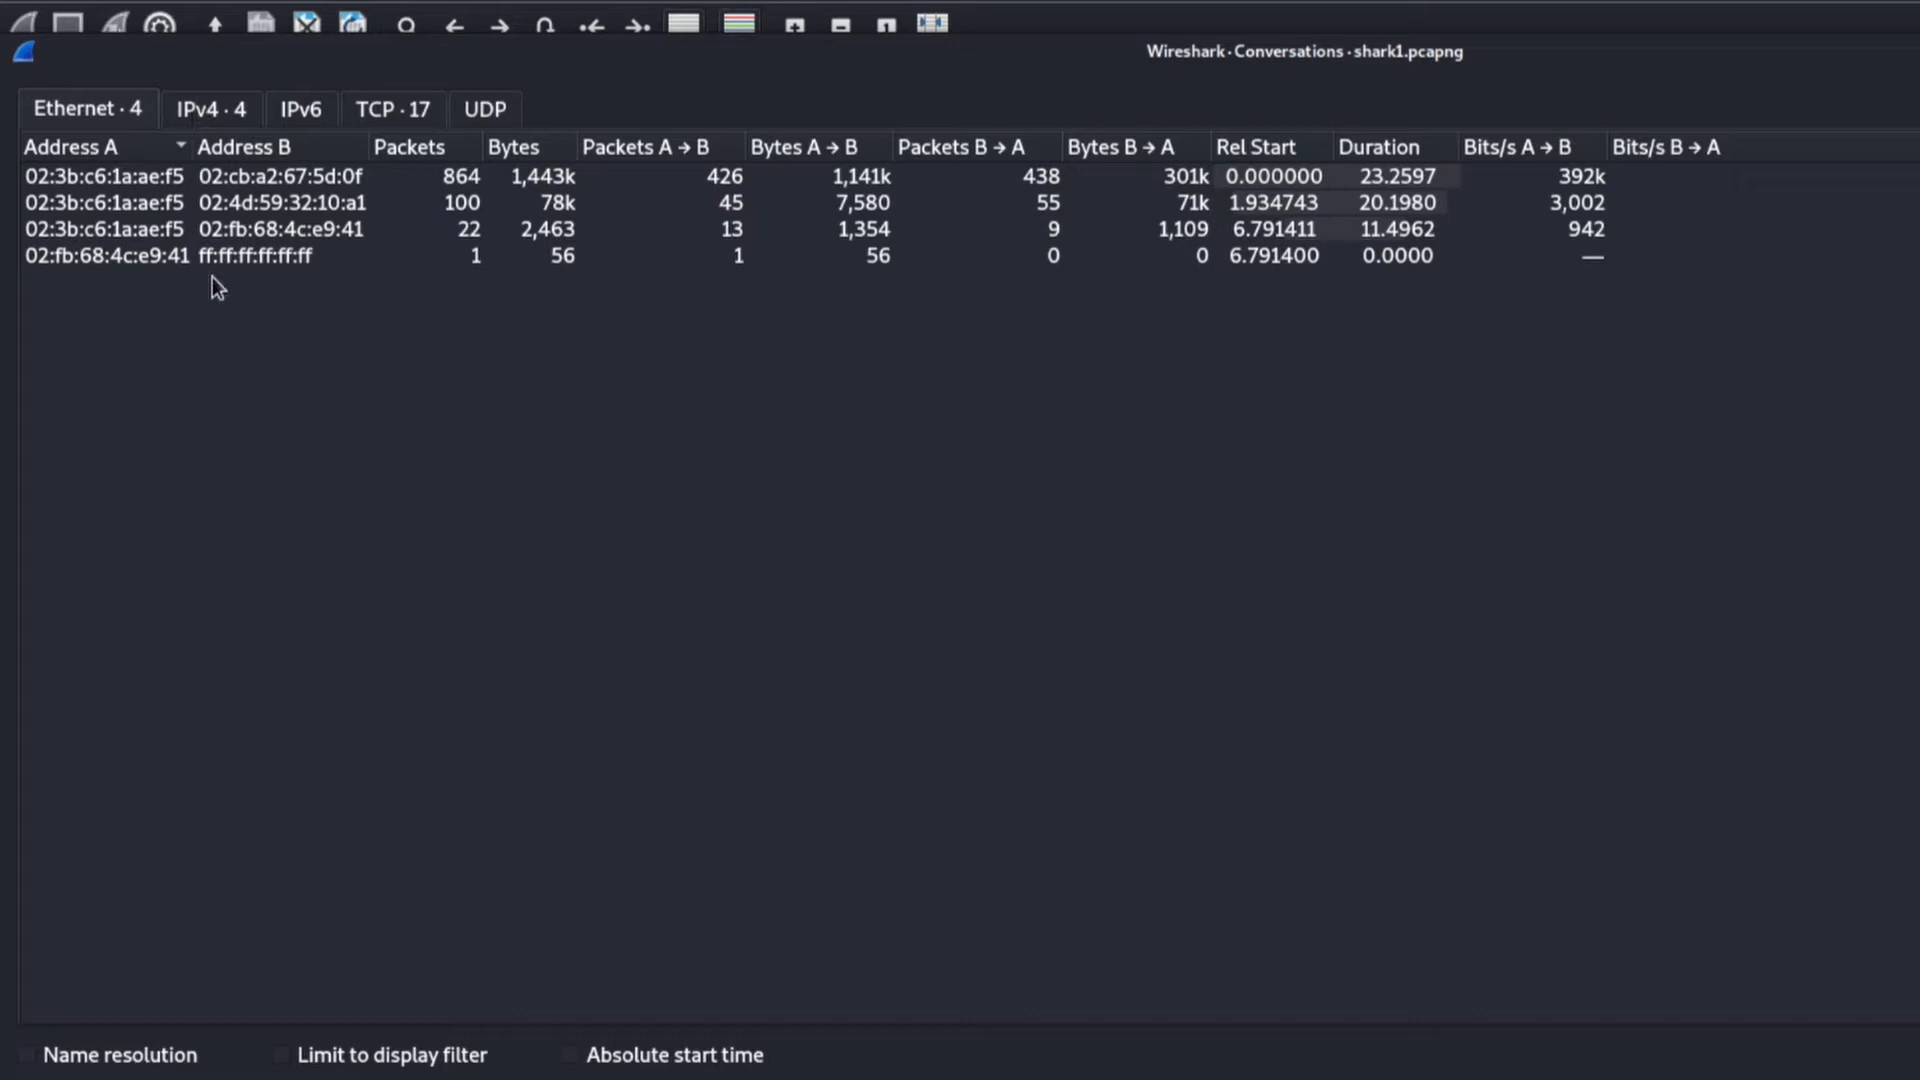 Wireshark · Conversations · shark1.pcapng
Ethernet · 4 IPv4 · 4 IPv6 TCP · 17 UDP
Address A Address B Packets Bytes Packets A → B Bytes A → B Packets B → A Bytes B → A Rel Start Duration Bits/s A → B Bits/s B → A
02:3b:c6:1a:ae:f5 02:cb:a2:67:5d:0f 864 1,443k 426 1,141k 438 301k 0.000000 23.2597 392k
02:3b:c6:1a:ae:f5 02:4d:59:32:10:a1 100 78k 45 7,580 55 71k 1.934743 20.1980 3,002
02:3b:c6:1a:ae:f5 02:fb:68:4c:e9:41 22 2,463 13 1,354 9 1,109 6.791411 11.4962 942
02:fb:68:4c:e9:41 ff:ff:ff:ff:ff:ff 1 56 1 56 0 0 6.791400 0.0000 —
Name resolution Limit to display filter Absolute start time